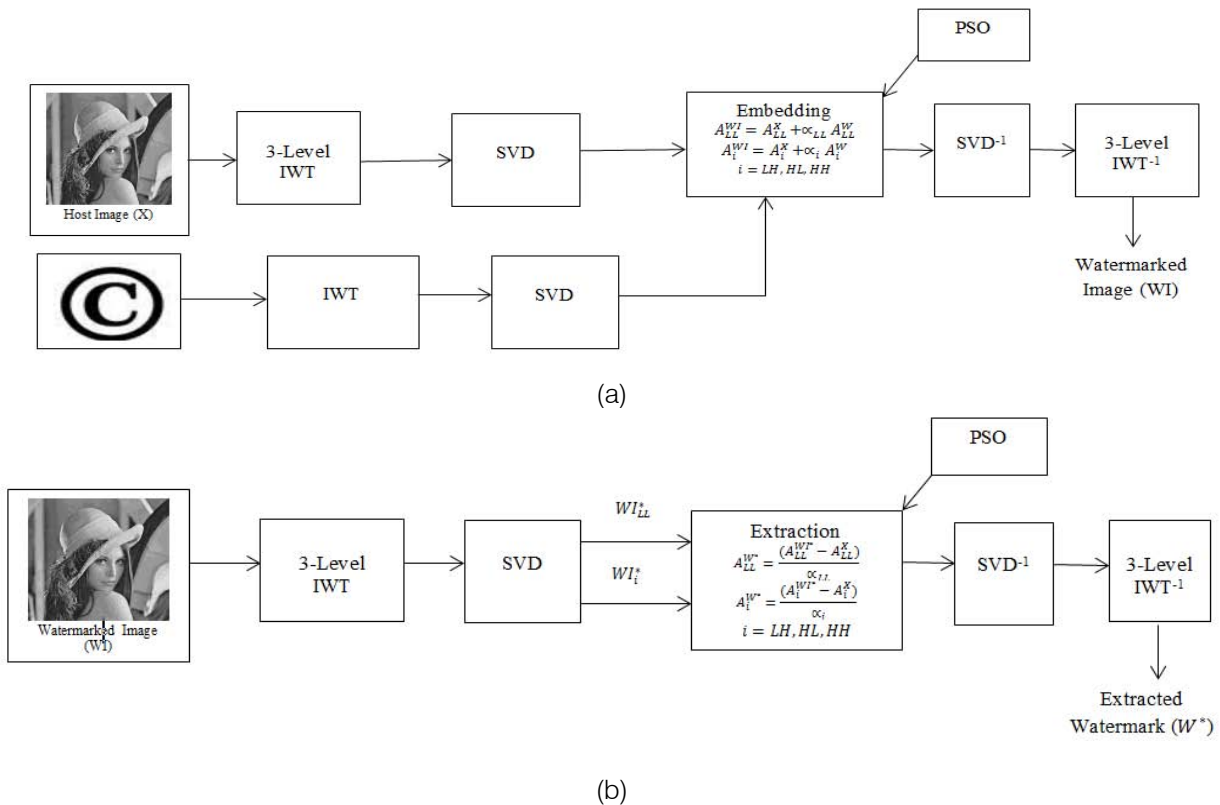 PSO
Host Image (X)
3-Level
IWT
SVD
Embedding
A_{LL}^{WI} = A_{LL}^{X} +∝_{LL} A_{LL}^{W}
A_{i}^{WI} = A_{i}^{X} +∝_{i} A_{i}^{W}
i = LH, HL, HH
SVD⁻¹
3-Level
IWT⁻¹
Watermarked
Image (WI)
©
IWT
SVD
(a)
PSO
Watermarked Image
(WI)
3-Level
IWT
SVD
WI_{LL}^{*}
WI_{i}^{*}
Extraction
A_{LL}^{W*} = (A_{LL}^{WI*} − A_{LL}^{X}) / ∝_{LL}
A_{i}^{W*} = (A_{i}^{WI*} − A_{i}^{X}) / ∝_{i}
i = LH, HL, HH
SVD⁻¹
3-Level
IWT⁻¹
Extracted
Watermark (W*)
(b)